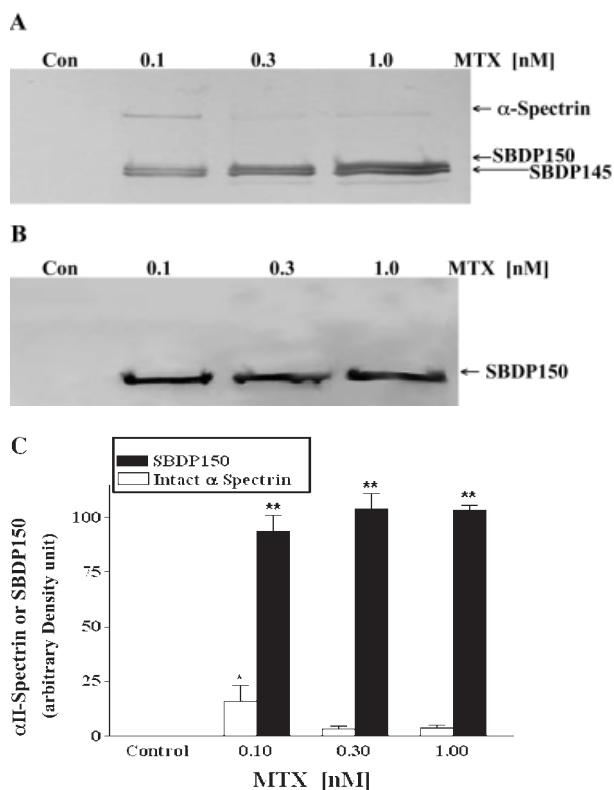 A
Con 0.1 0.3 1.0 MTX [nM]
α-Spectrin
SBDP150
SBDP145
B
Con 0.1 0.3 1.0 MTX [nM]
SBDP150
C
SBDP150
Intact α Spectrin
αII-Spectrin or SBDP150
(arbitrary Density unit)
100
75
50
25
0
*
**
**
**
Control 0.10 0.30 1.00
MTX [nM]